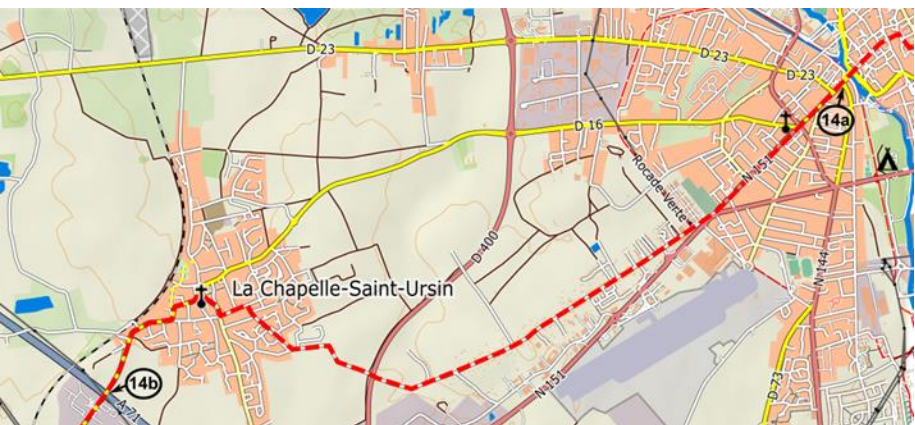 D 23
D 23
D 23
14a
D 16
N 151
Rocade-Verte
D 400
N 144
La Chapelle-Saint-Ursin
N 151
D 73
14b
A 71